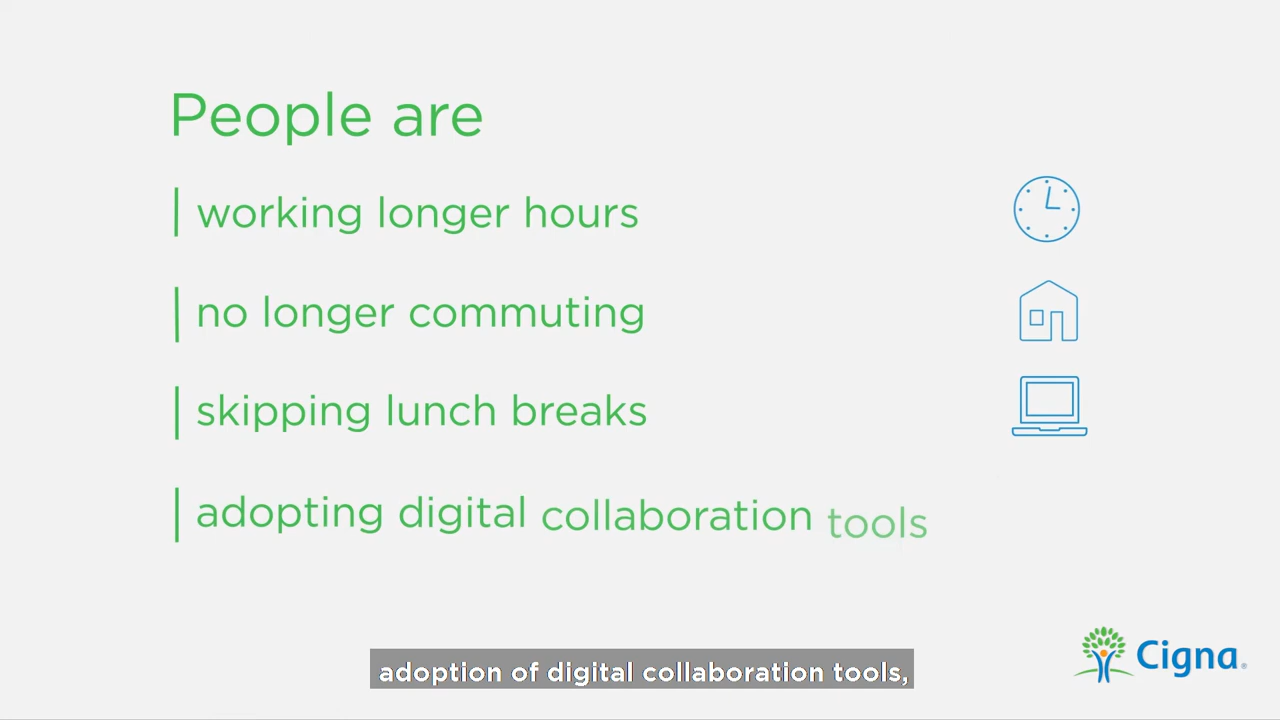 People are
working longer hours
no longer commuting
skipping lunch breaks
adopting digital collaboration tools
adoption of digital collaboration tools,
Cigna®